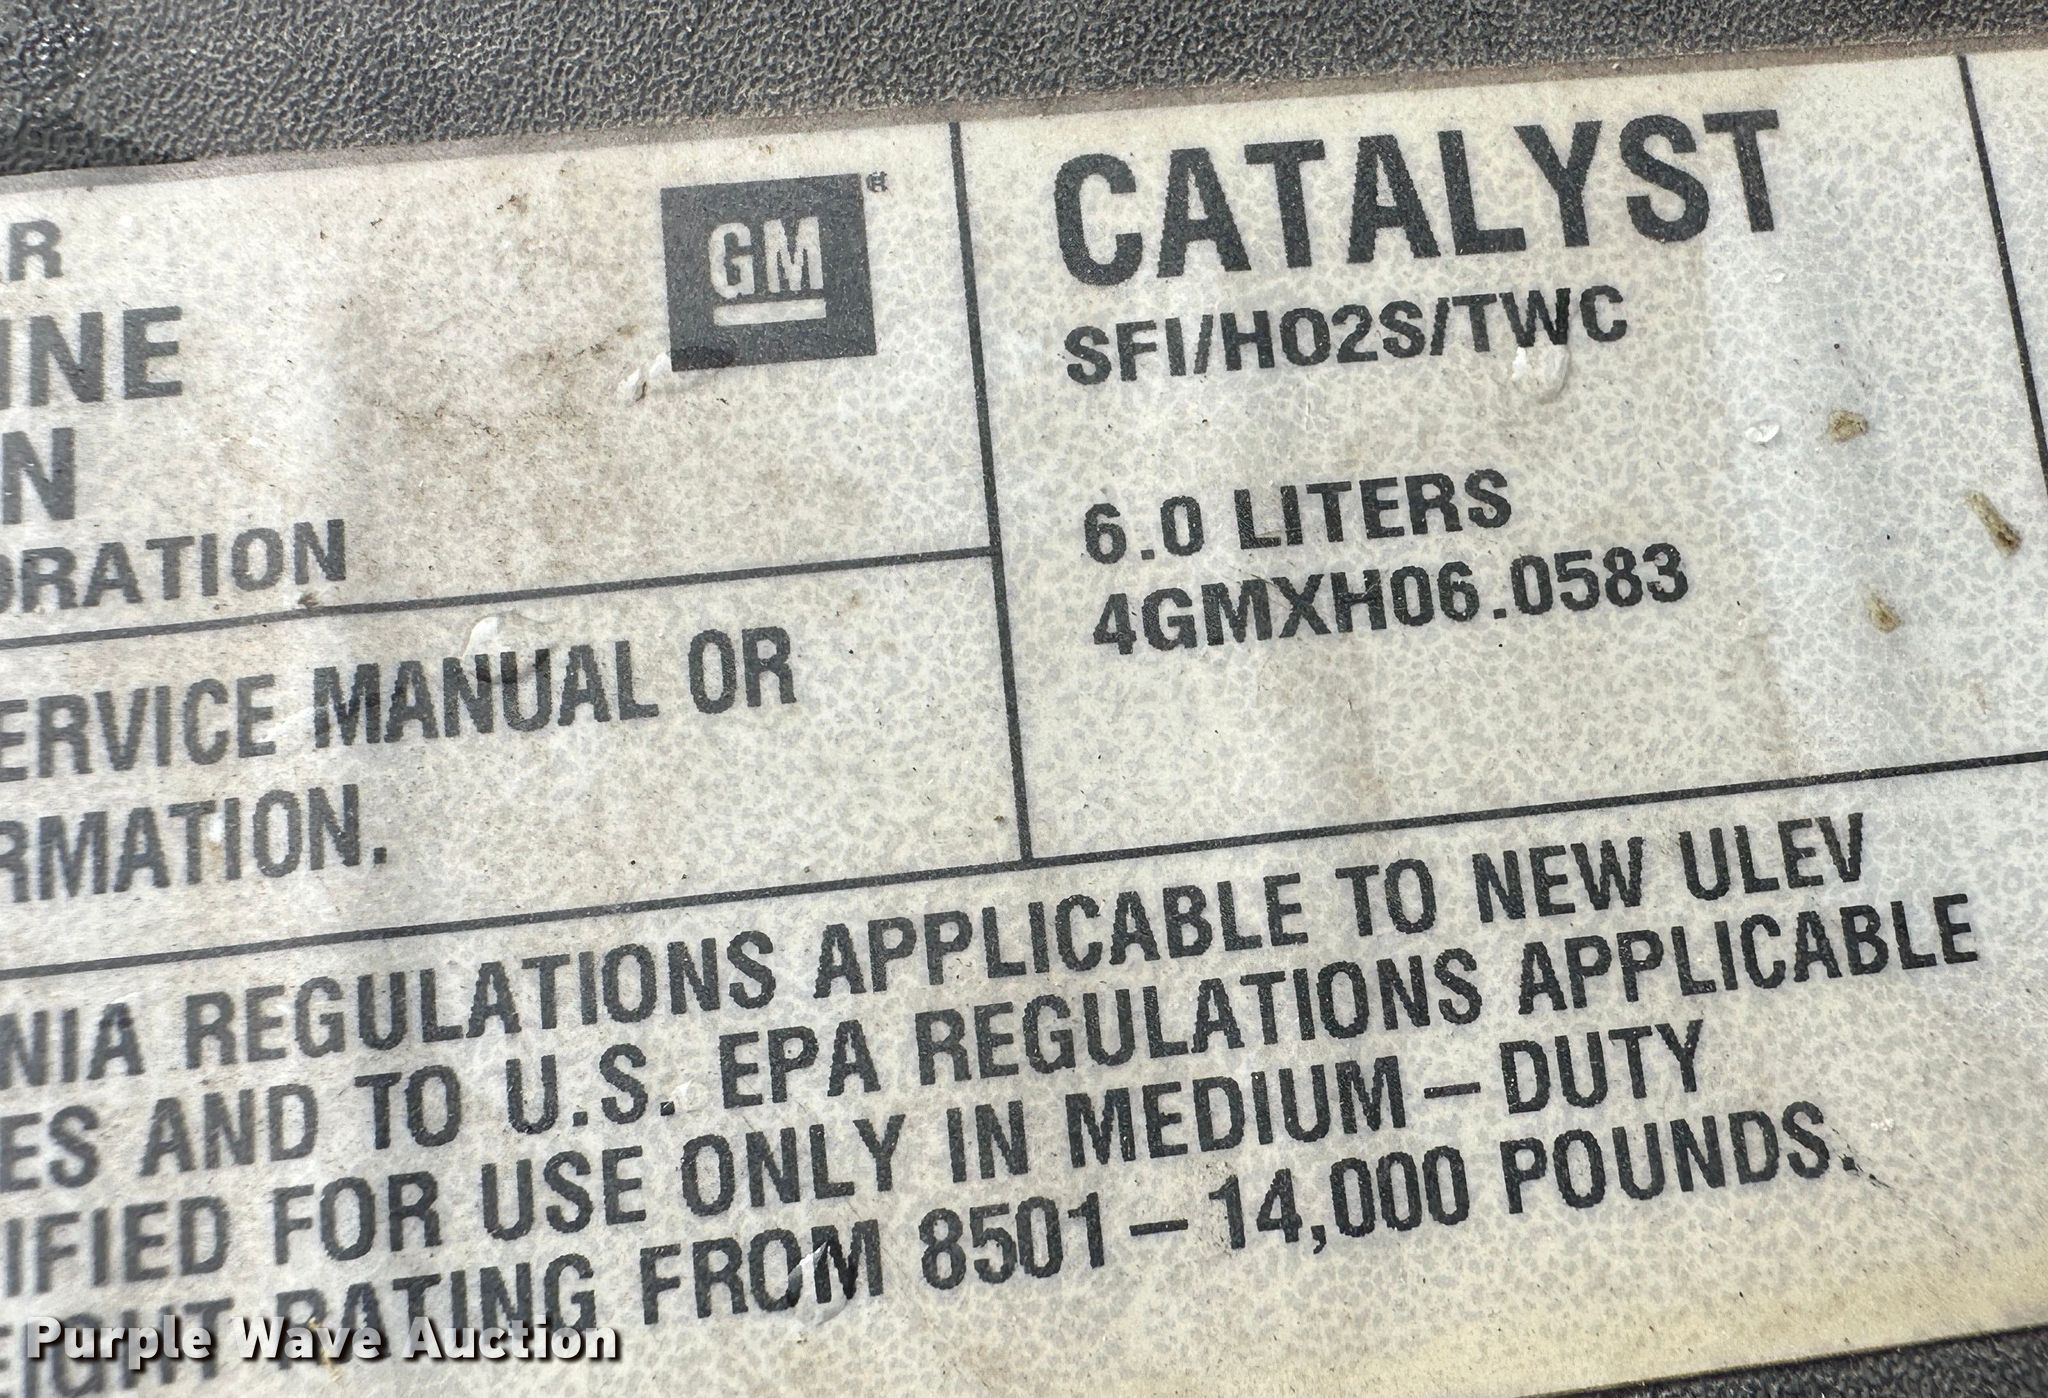 R
INE
N
ORATION
GM
CATALYST
SFI/HO2S/TWC
6.0 LITERS
4GMXH06.0583
ERVICE MANUAL OR
RMATION.
NIA REGULATIONS APPLICABLE TO NEW ULEV
ES AND TO U.S. EPA REGULATIONS APPLICABLE
IFIED FOR USE ONLY IN MEDIUM-DUTY
EIGHT RATING FROM 8501-14,000 POUNDS.
Purple Wave Auction